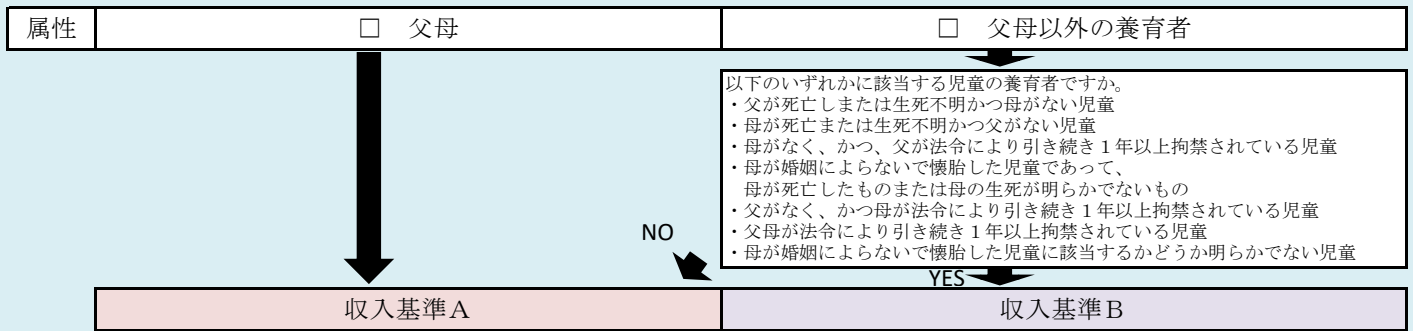 属性
□ 父母
□ 父母以外の養育者
以下のいずれかに該当する児童の養育者ですか。
・父が死亡しまたは生死不明かつ母がない児童
・母が死亡または生死不明かつ父がない児童
・母がなく、かつ、父が法令により引き続き１年以上拘禁されている児童
・母が婚姻によらないで懐胎した児童であって、
母が死亡したものまたは母の生死が明らかでないもの
・父がなく、かつ母が法令により引き続き１年以上拘禁されている児童
・父母が法令により引き続き１年以上拘禁されている児童
・母が婚姻によらないで懐胎した児童に該当するかどうか明らかでない児童
NO
YES
収入基準Ａ
収入基準Ｂ